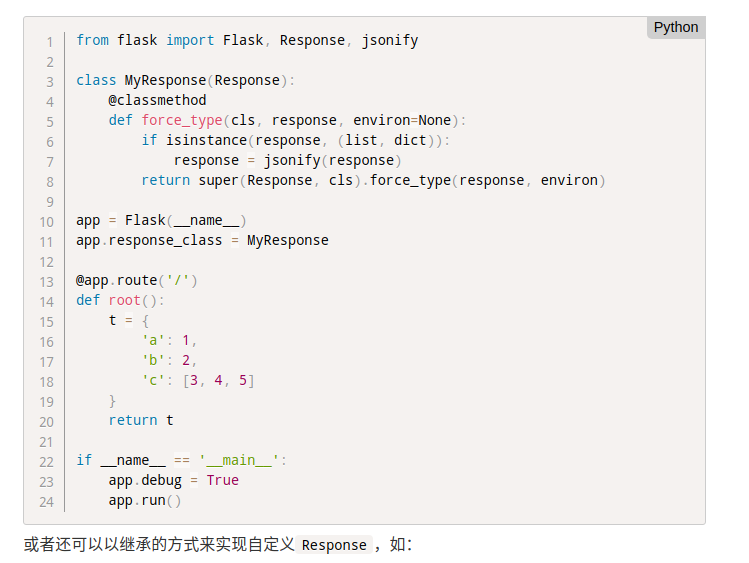 Python
1 from flask import Flask, Response, jsonify
2
3 class MyResponse(Response):
4     @classmethod
5     def force_type(cls, response, environ=None):
6         if isinstance(response, (list, dict)):
7             response = jsonify(response)
8         return super(Response, cls).force_type(response, environ)
9
10 app = Flask(__name__)
11 app.response_class = MyResponse
12
13 @app.route('/')
14 def root():
15     t = {
16         'a': 1,
17         'b': 2,
18         'c': [3, 4, 5]
19     }
20     return t
21
22 if __name__ == '__main__':
23     app.debug = True
24     app.run()
或者还可以以继承的方式来实现自定义 Response ，如：